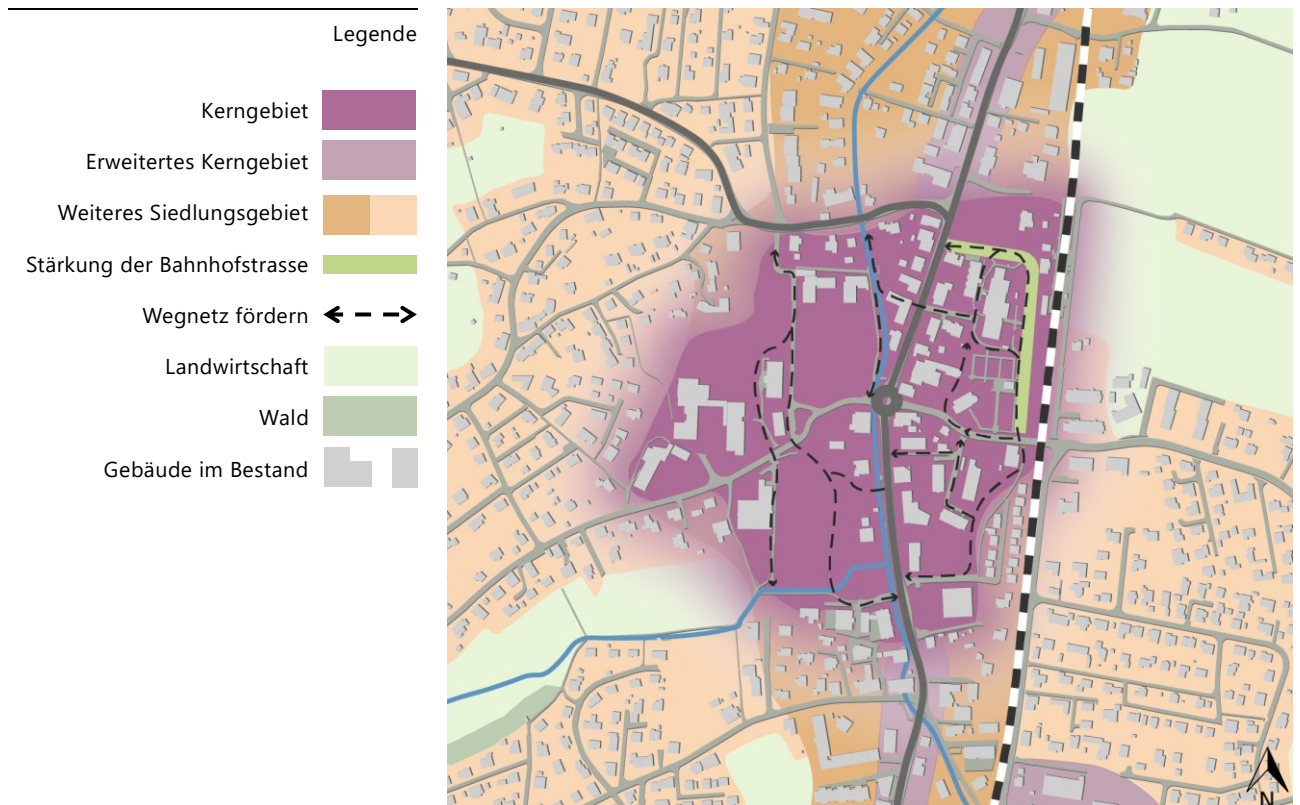 Legende
Kerngebiet
Erweitertes Kerngebiet
Weiteres Siedlungsgebiet
Stärkung der Bahnhofstrasse
Wegnetz fördern
Landwirtschaft
Wald
Gebäude im Bestand
N